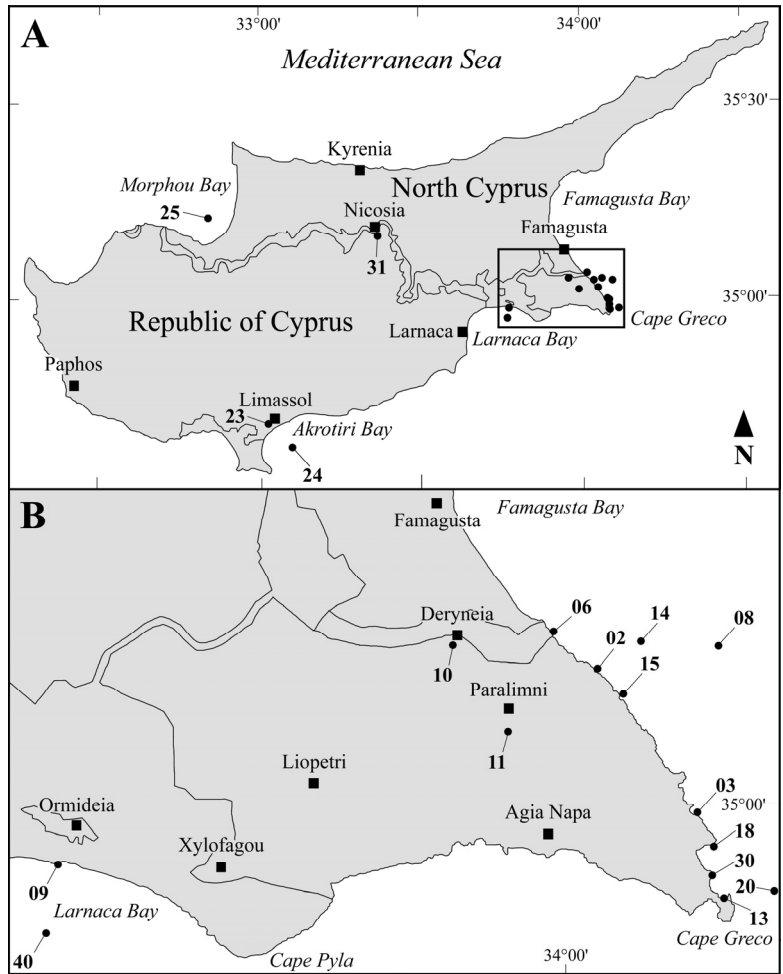 33°00'
34°00'
A
Mediterranean Sea
35°30'
Kyrenia
Morphou Bay
North Cyprus
Famagusta Bay
25
Nicosia
Famagusta
31
35°00'
Republic of Cyprus
Larnaca
Larnaca Bay
Cape Greco
Paphos
Limassol
23
Akrotiri Bay
24
N
B
Famagusta
Famagusta Bay
Deryneia
06
14
08
02
10
15
Paralimni
11
Liopetri
03
35°00'
Ormideia
Agia Napa
18
Xylofagou
30
09
20
Larnaca Bay
13
Cape Greco
40
Cape Pyla
34°00'